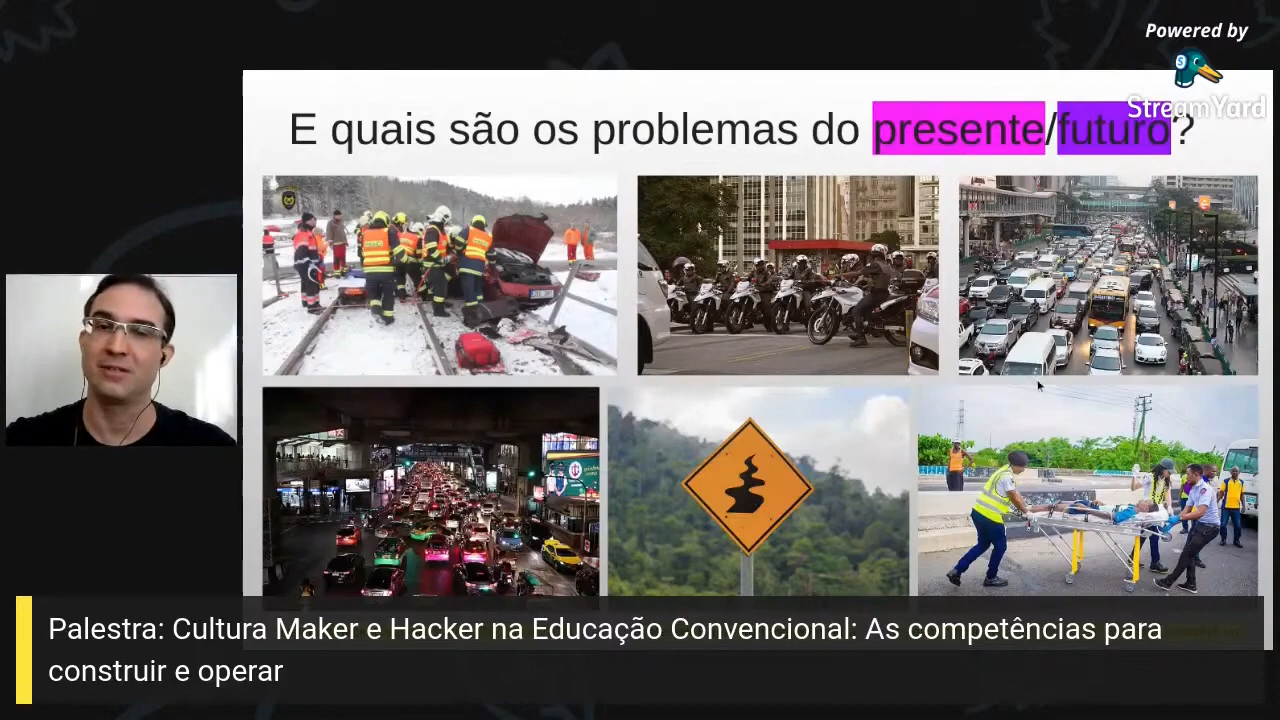 Powered by
StreamYard
E quais são os problemas do presente/futuro?
Palestra: Cultura Maker e Hacker na Educação Convencional: As competências para
construir e operar